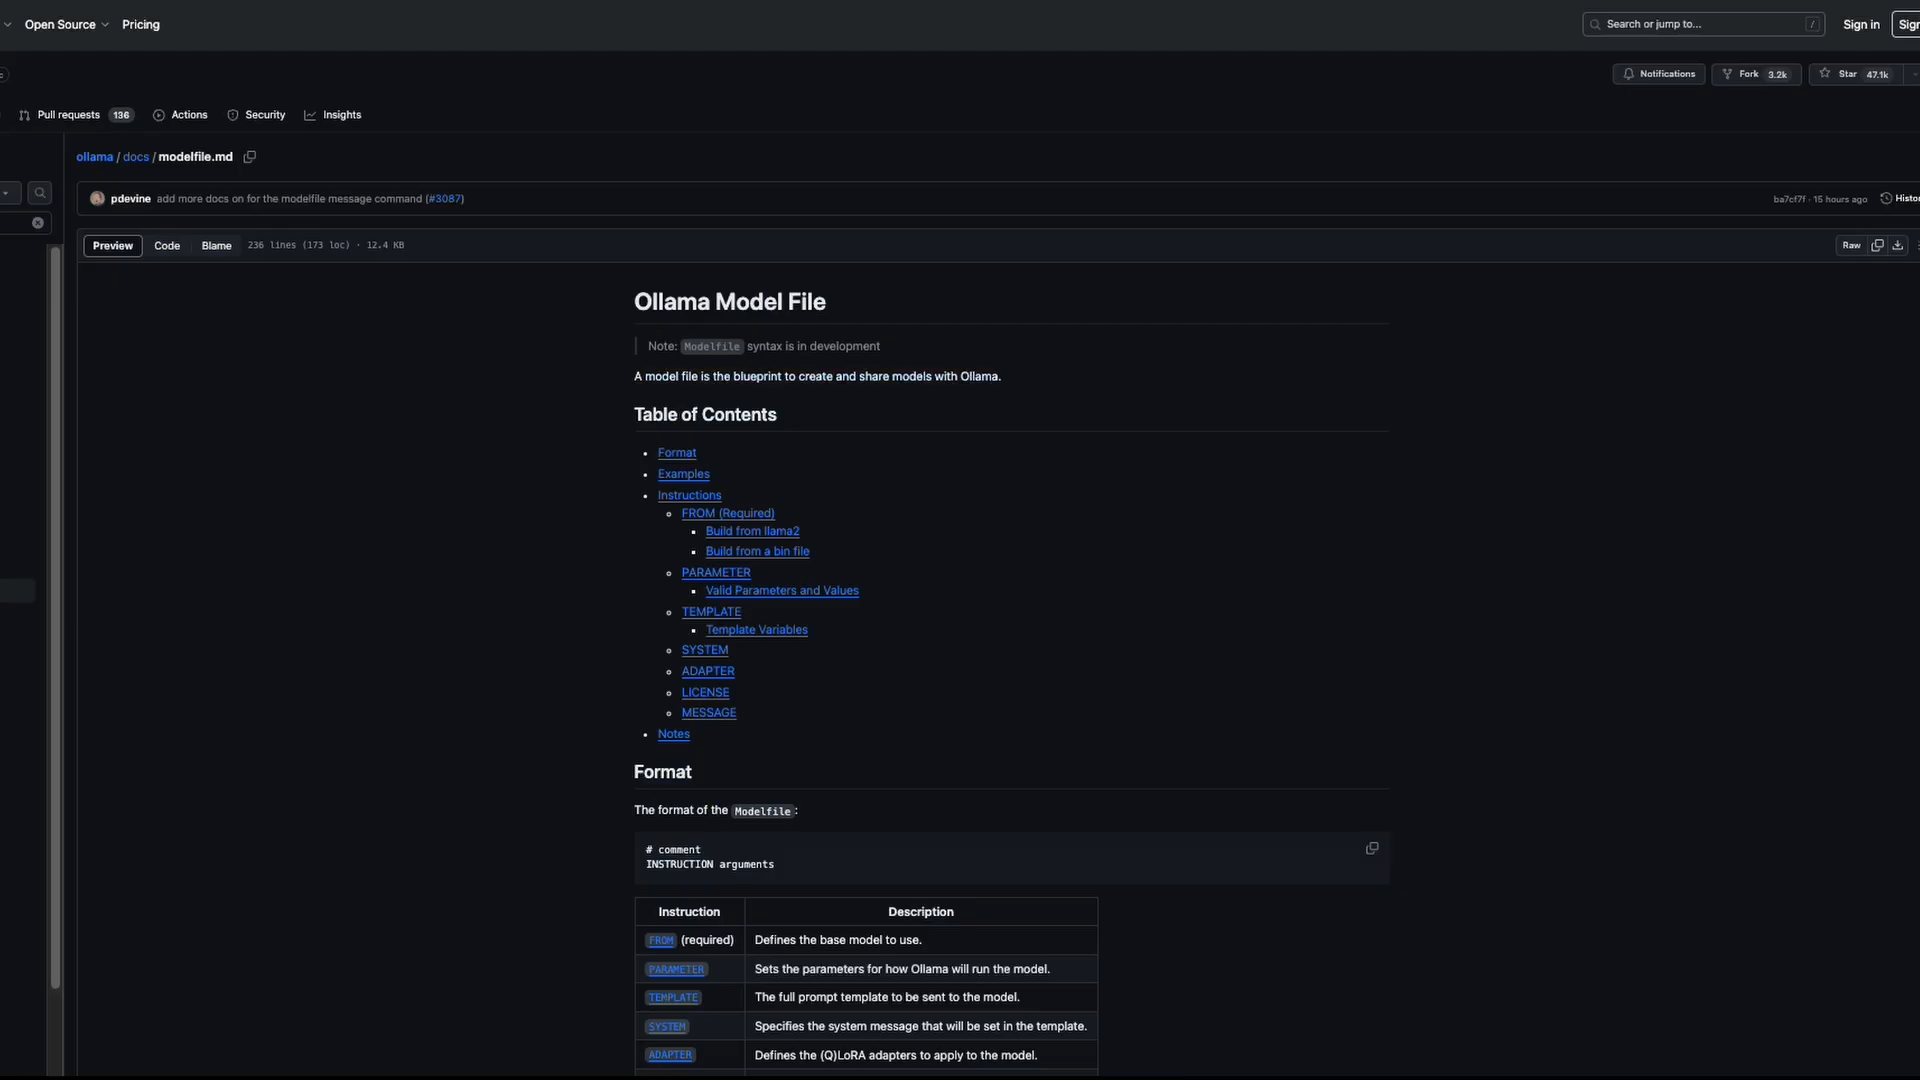 Open Source Pricing Search or jump to... / Sign in
Notifications Fork 3.2k Star 47.1k
Pull requests 136 Actions Security Insights
ollama / docs / modelfile.md
pdevine add more docs on for the modelfile message command (#3087) ba7cf7f · 15 hours ago
Preview Code Blame 236 lines (173 loc) · 12.4 KB Raw
Ollama Model File
Note: Modelfile syntax is in development
A model file is the blueprint to create and share models with Ollama.
Table of Contents
Format
Examples
Instructions
FROM (Required)
Build from llama2
Build from a bin file
PARAMETER
Valid Parameters and Values
TEMPLATE
Template Variables
SYSTEM
ADAPTER
LICENSE
MESSAGE
Notes
Format
The format of the Modelfile:
# comment
INSTRUCTION arguments
Instruction Description
FROM (required) Defines the base model to use.
PARAMETER Sets the parameters for how Ollama will run the model.
TEMPLATE The full prompt template to be sent to the model.
SYSTEM Specifies the system message that will be set in the template.
ADAPTER Defines the (Q)LoRA adapters to apply to the model.